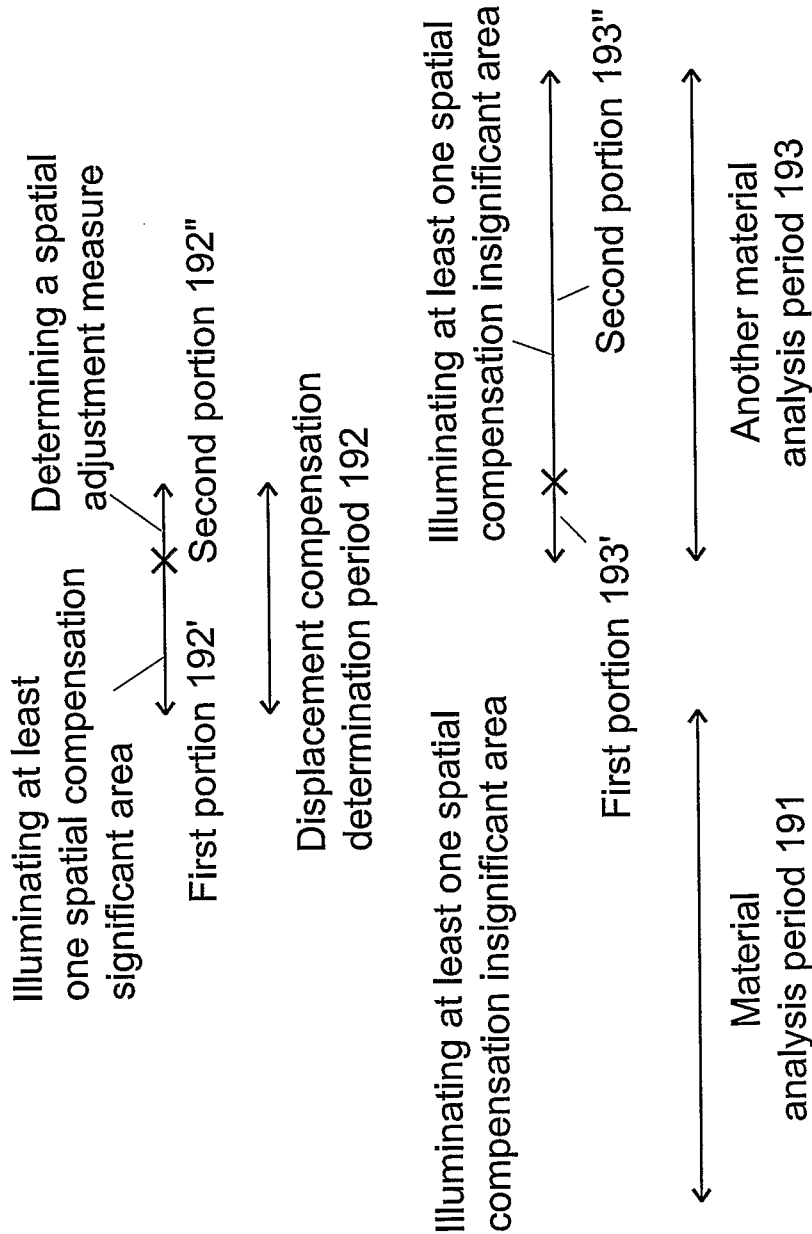 Illuminating at least
one spatial compensation
significant area
Determining a spatial
adjustment measure
First portion 192'
Second portion 192"
Displacement compensation
determination period 192
Illuminating at least one spatial
compensation insignificant area
Illuminating at least one spatial
compensation insignificant area
First portion 193'
Second portion 193"
Material
analysis period 191
Another material
analysis period 193